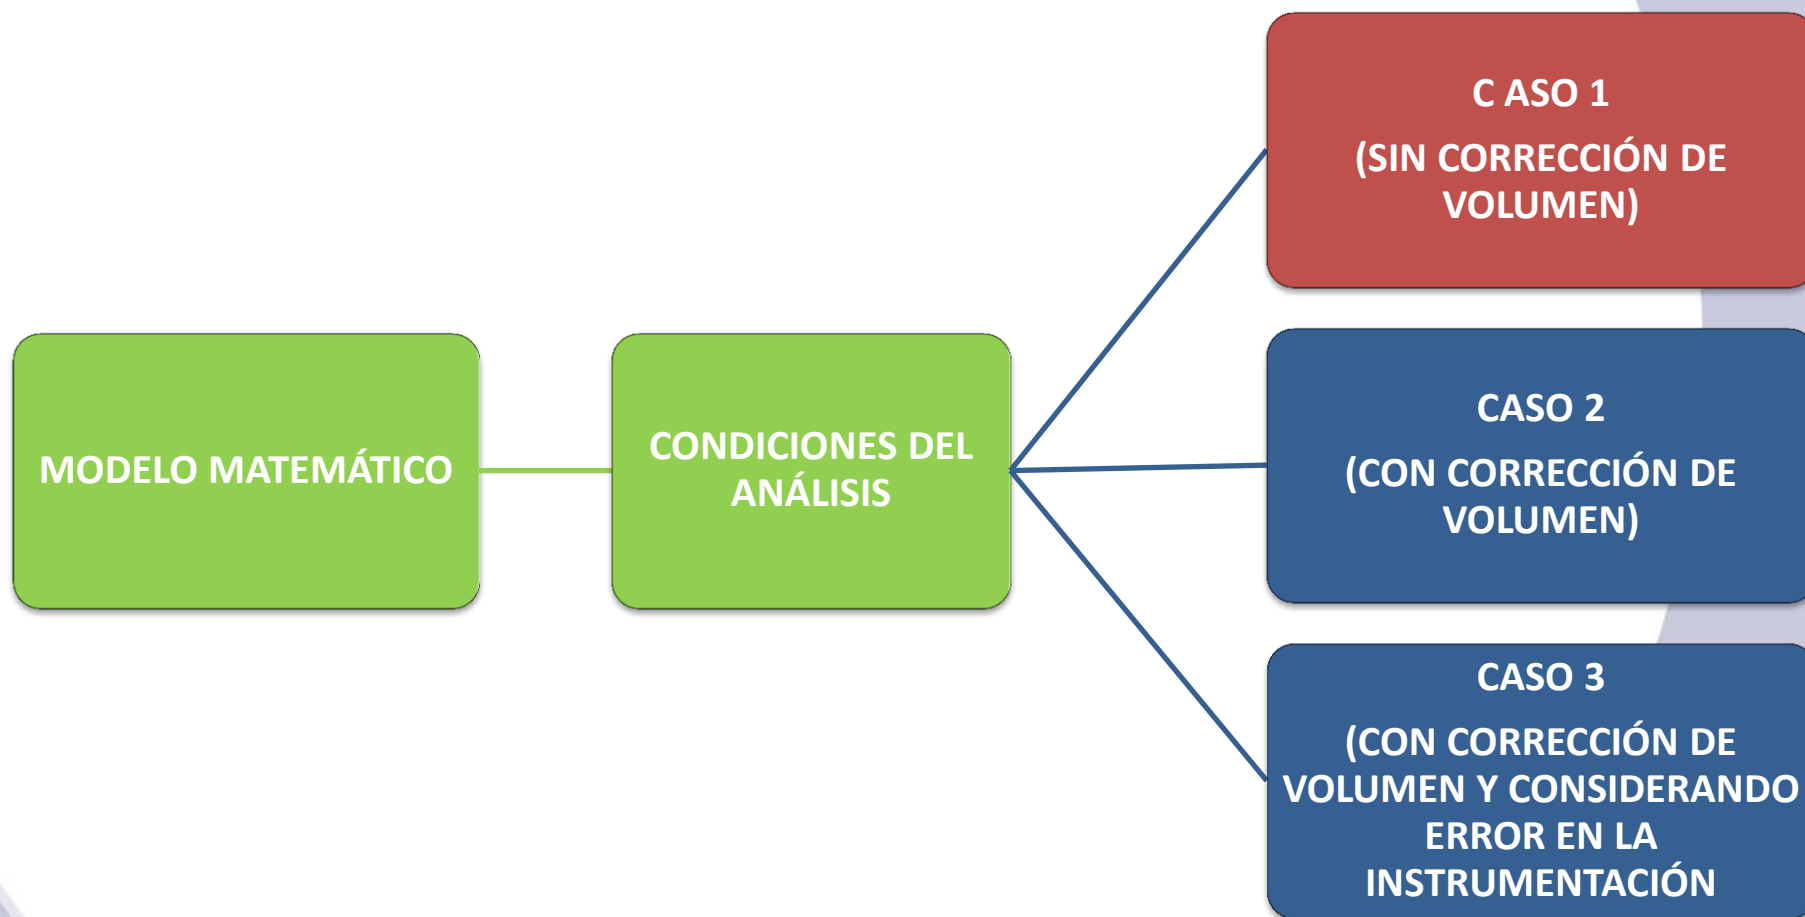 MODELO MATEMÁTICO
CONDICIONES DEL
ANÁLISIS
C ASO 1
(SIN CORRECCIÓN DE
VOLUMEN)
CASO 2
(CON CORRECCIÓN DE
VOLUMEN)
CASO 3
(CON CORRECCIÓN DE
VOLUMEN Y CONSIDERANDO
ERROR EN LA
INSTRUMENTACIÓN